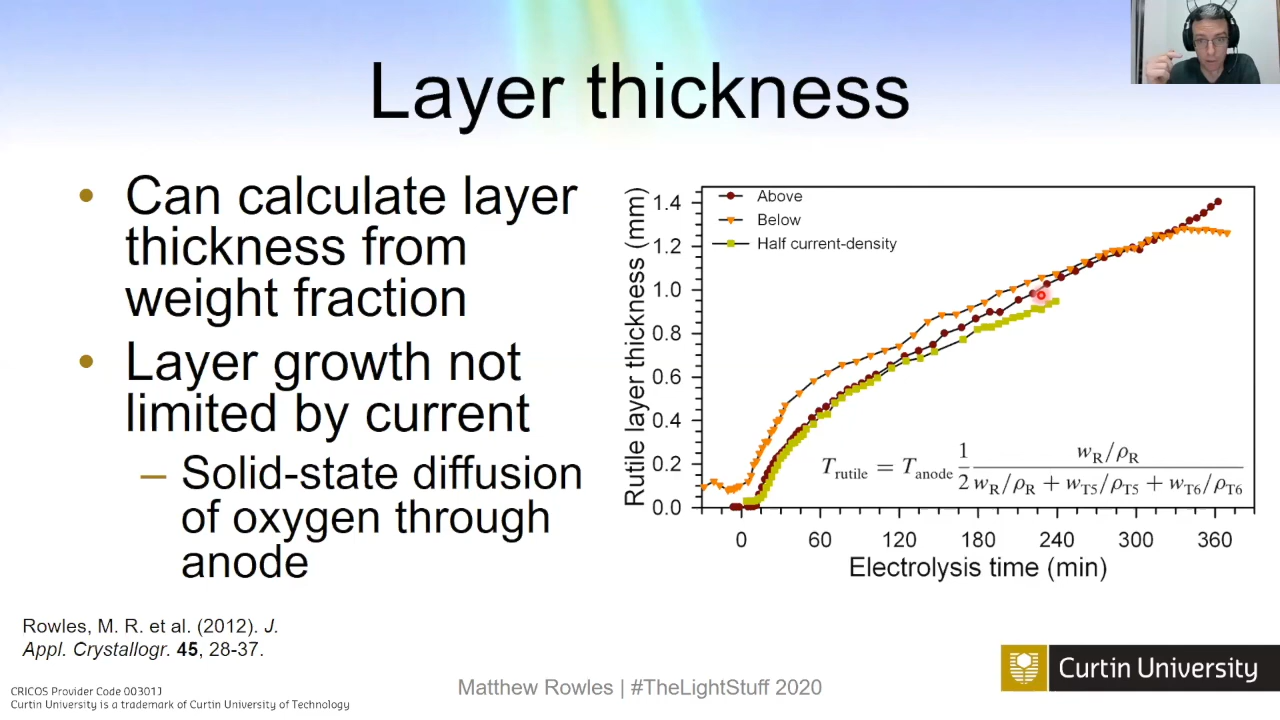 Layer thickness
• Can calculate layer
thickness from
weight fraction
• Layer growth not
limited by current
– Solid-state diffusion
of oxygen through
anode
Rutile layer thickness (mm)
1.4
1.2
1.0
0.8
0.6
0.4
0.2
0.0
Above
Below
Half current-density
T_rutile = T_anode 1/2 (w_R/ρ_R)/(w_R/ρ_R + w_T5/ρ_T5 + w_T6/ρ_T6)
0 60 120 180 240 300 360
Electrolysis time (min)
Rowles, M. R. et al. (2012). J.
Appl. Crystallogr. 45, 28-37.
CRICOS Provider Code 00301J
Curtin University is a trademark of Curtin University of Technology
Matthew Rowles | #TheLightStuff 2020
Curtin University